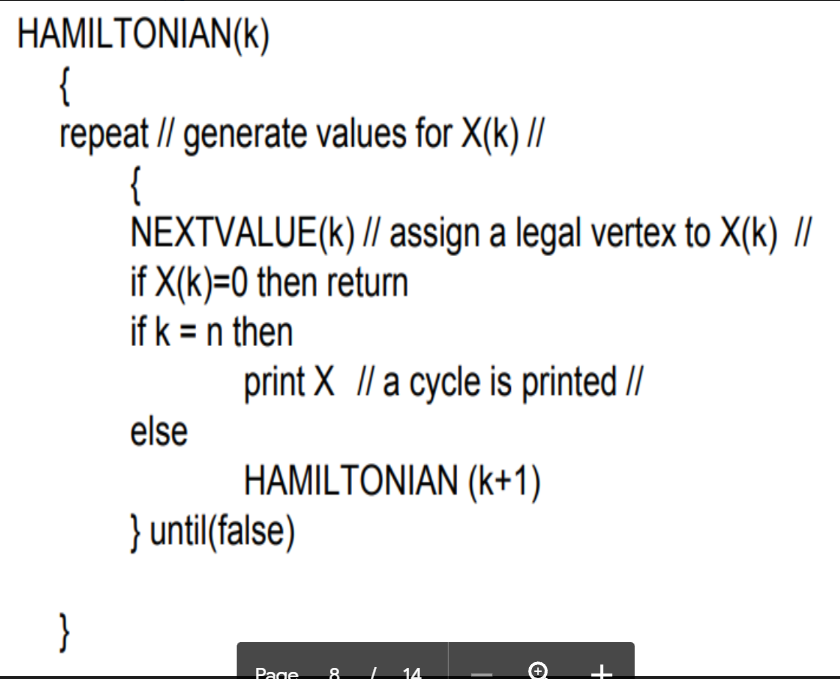 HAMILTONIAN(k)
{
repeat // generate values for X(k) //
{
NEXTVALUE(k) // assign a legal vertex to X(k) //
if X(k)=0 then return
if k = n then
print X // a cycle is printed //
else
HAMILTONIAN (k+1)
} until(false)
}
Page 8 / 14